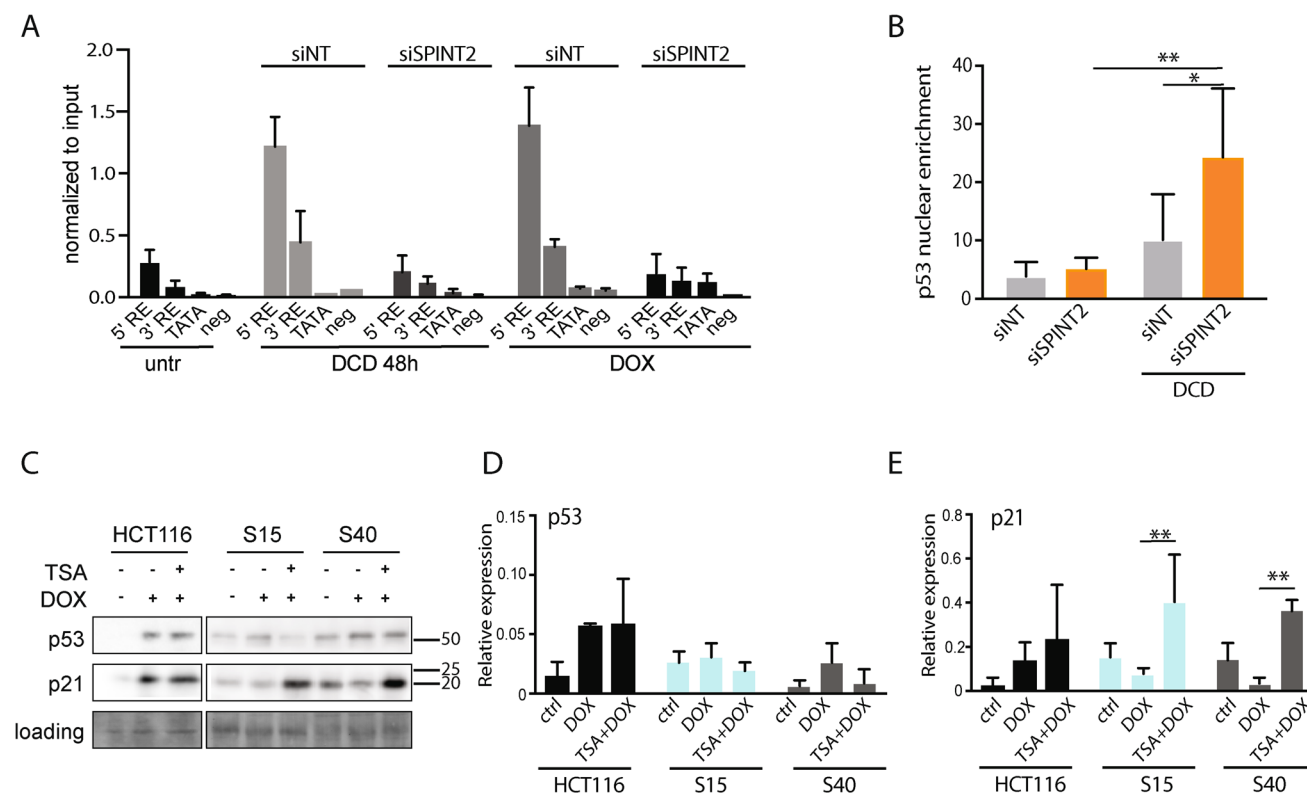 A
normalized to input
2.0
1.5
1.0
0.5
0.0
siNT
siSPINT2
siNT
siSPINT2
5' RE
3' RE
TATA
neg
5' RE
3' RE
TATA
neg
5' RE
3' RE
TATA
neg
5' RE
3' RE
TATA
neg
5' RE
3' RE
TATA
neg
untr
DCD 48h
DOX
B
p53 nuclear enrichment
40
30
20
10
0
**
*
siNT
siSPINT2
siNT
siSPINT2
DCD
C
HCT116 S15 S40
TSA - - + - - + - - +
DOX - + + - + + - + +
p53
50
p21
25
20
loading
D
p53
Relative expression
0.15
0.10
0.05
0
ctrl
DOX
TSA+DOX
ctrl
DOX
TSA+DOX
ctrl
DOX
TSA+DOX
HCT116
S15
S40
E
p21
Relative expression
0.8
0.6
0.4
0.2
0
**
**
ctrl
DOX
TSA+DOX
ctrl
DOX
TSA+DOX
ctrl
DOX
TSA+DOX
HCT116
S15
S40